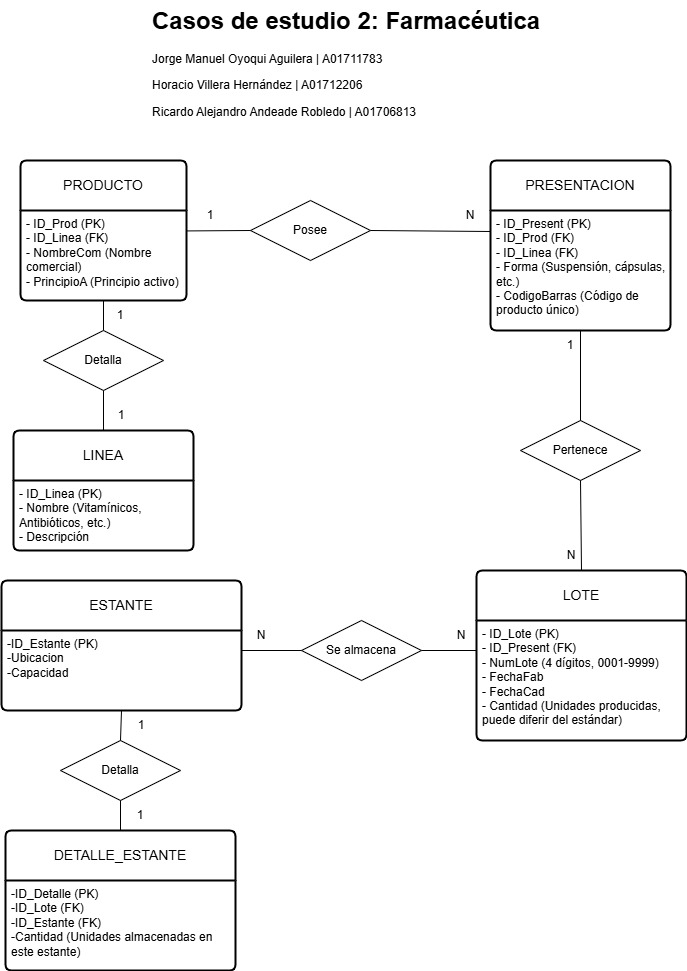 Casos de estudio 2: Farmacéutica
Jorge Manuel Oyoqui Aguilera | A01711783
Horacio Villera Hernández | A01712206
Ricardo Alejandro Andeade Robledo | A01706813
PRODUCTO
- ID_Prod (PK)
- ID_Linea (FK)
- NombreCom (Nombre
comercial)
- PrincipioA (Principio activo)
1
Posee
N
PRESENTACION
- ID_Present (PK)
- ID_Prod (FK)
- ID_Linea (FK)
- Forma (Suspensión, cápsulas,
etc.)
- CodigoBarras (Código de
producto único)
1
Detalla
1
LINEA
- ID_Linea (PK)
- Nombre (Vitamínicos,
Antibióticos, etc.)
- Descripción
1
Pertenece
N
LOTE
- ID_Lote (PK)
- ID_Present (FK)
- NumLote (4 dígitos, 0001-9999)
- FechaFab
- FechaCad
- Cantidad (Unidades producidas,
puede diferir del estándar)
ESTANTE
-ID_Estante (PK)
-Ubicacion
-Capacidad
N
Se almacena
N
1
Detalla
1
DETALLE_ESTANTE
-ID_Detalle (PK)
-ID_Lote (FK)
-ID_Estante (FK)
-Cantidad (Unidades almacenadas en
este estante)